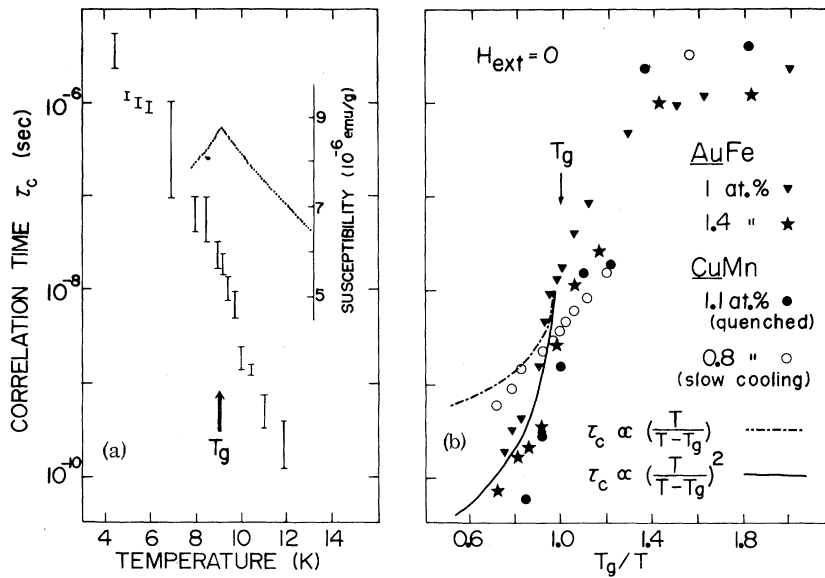 CORRELATION TIME τc (sec)
10⁻⁶
10⁻⁸
10⁻¹⁰
SUSCEPTIBILITY (10⁻⁶ emu/g)
9
7
5
(a)
Tg
4 6 8 10 12 14
TEMPERATURE (K)
Hext=0
Tg
AuFe
1 at.% ▼
1.4 " ★
CuMn
1.1 at.% ●
(quenched)
0.8 " ○
(slow cooling)
(b)
τc ∝ (T/T-Tg)
τc ∝ (T/T-Tg)²
0.6 1.0 1.4 1.8
Tg/T